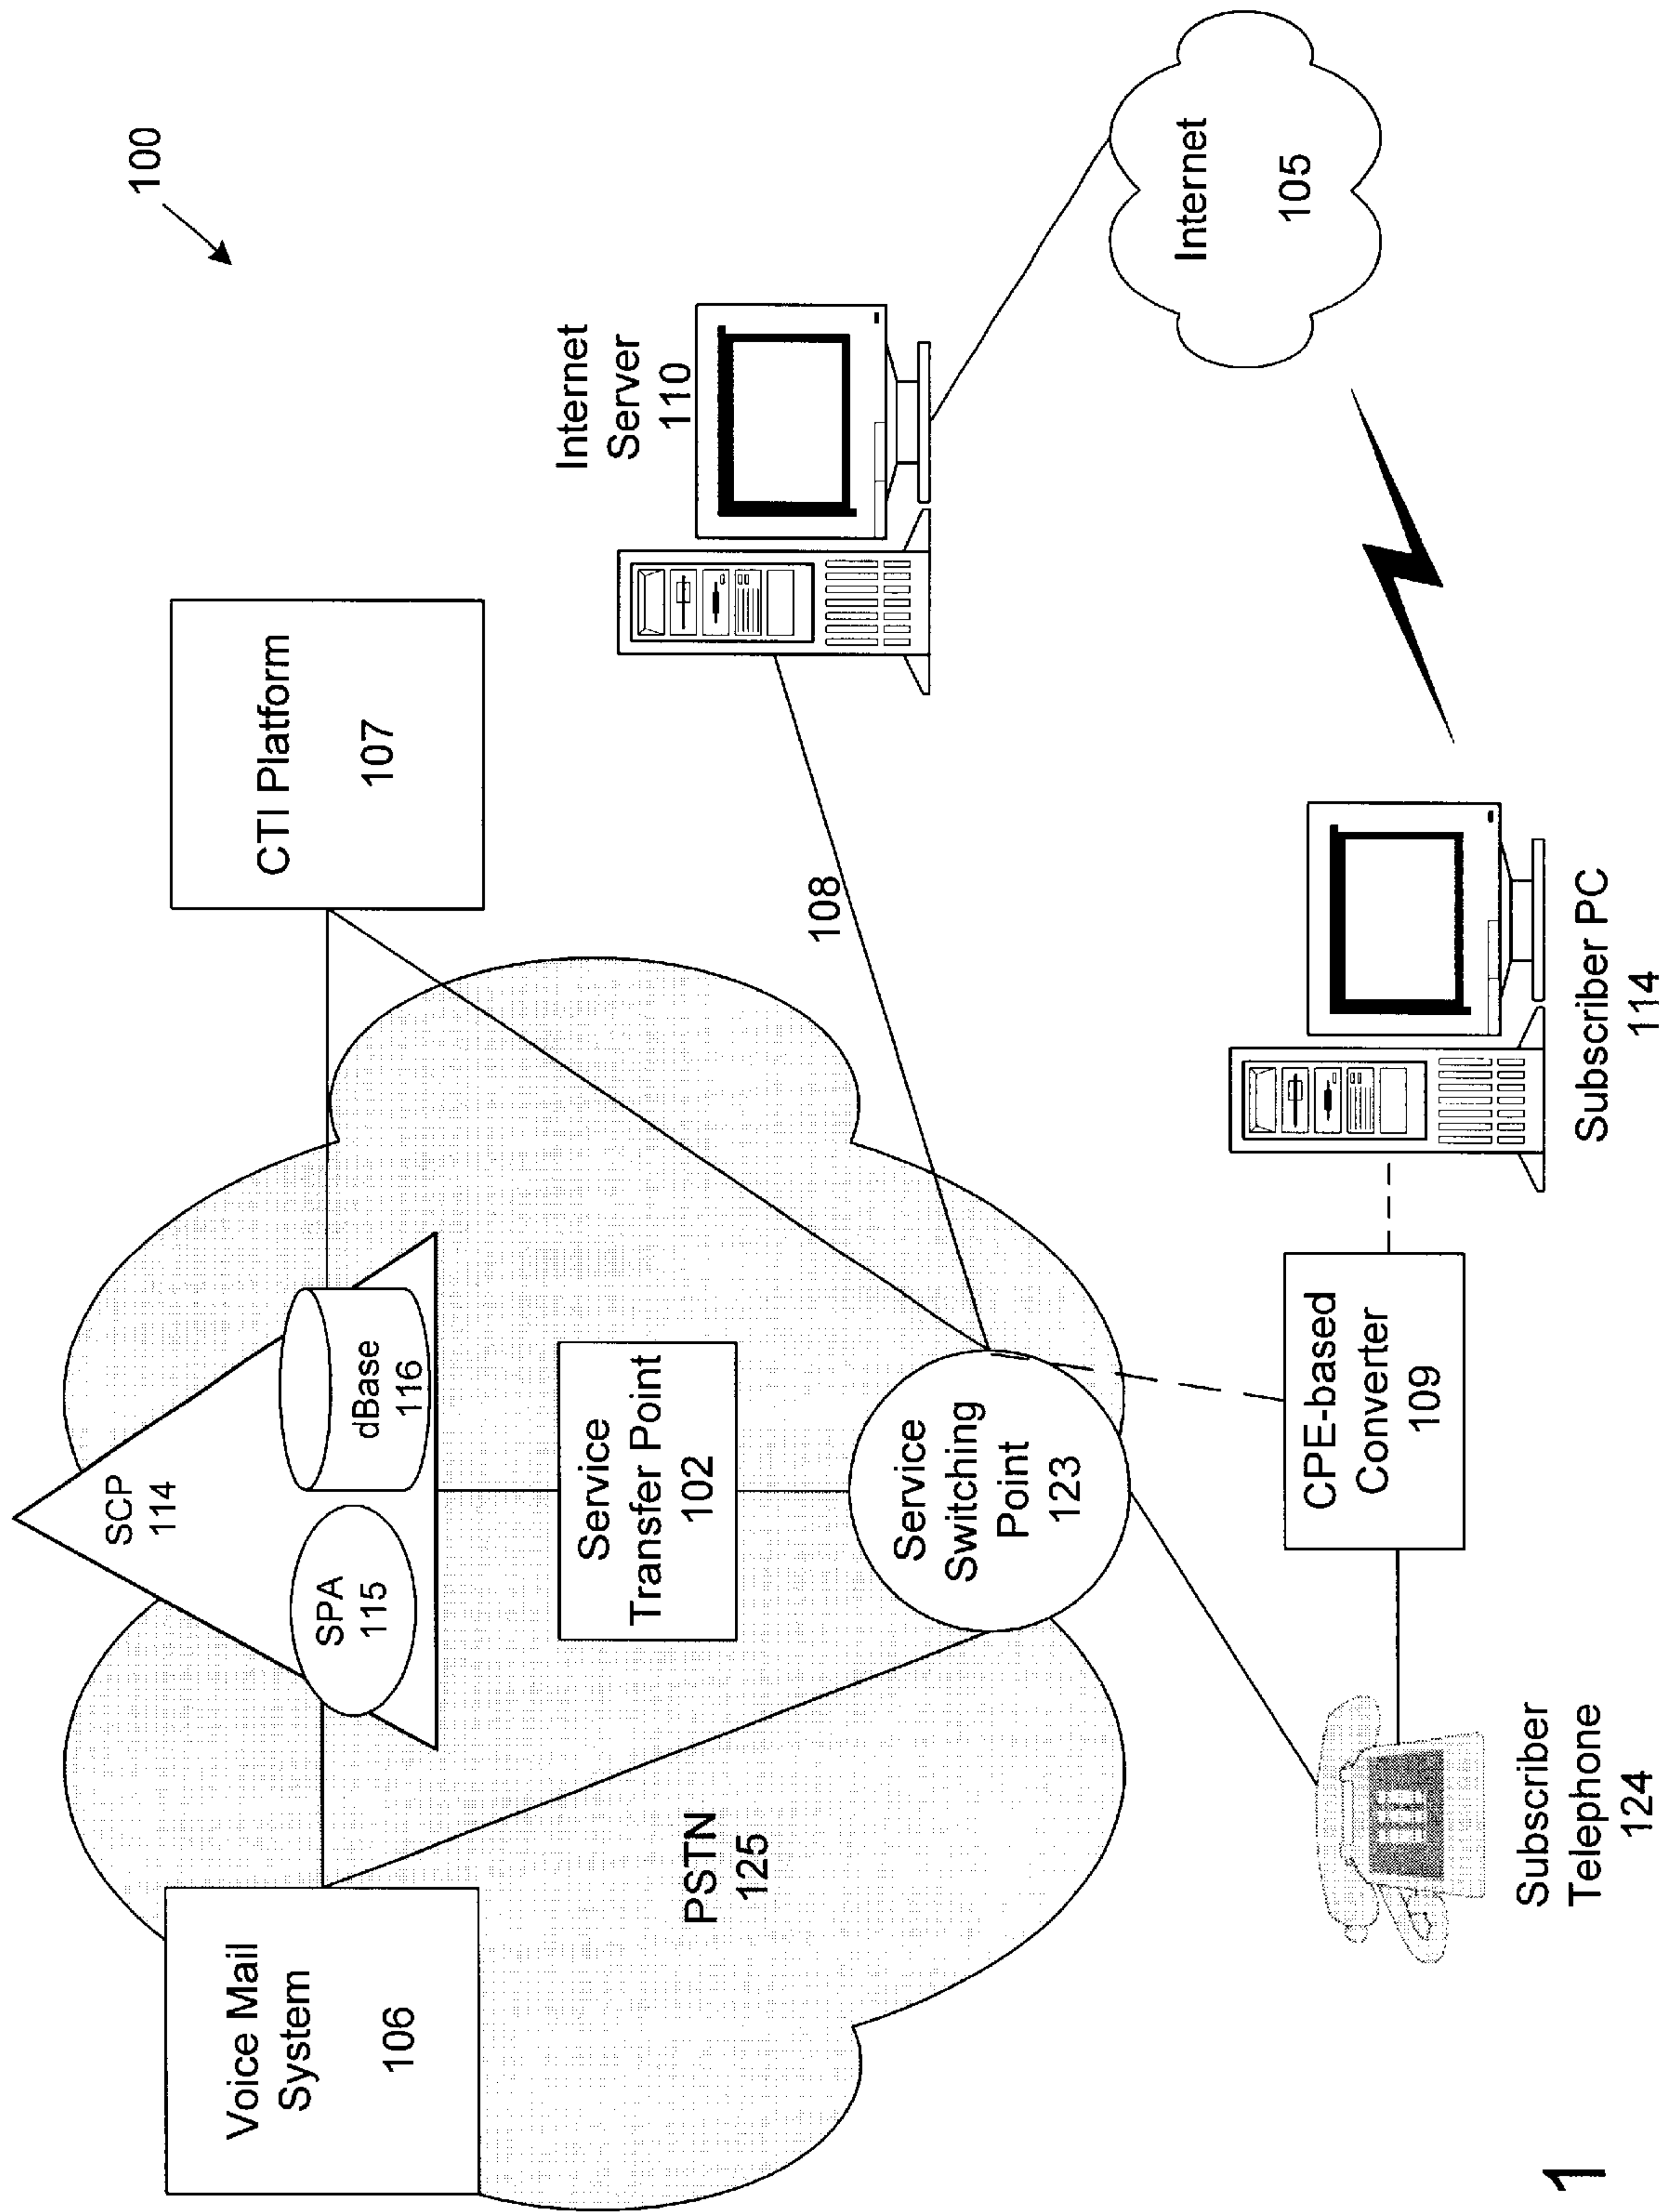 100
Voice Mail
System
106
SCP
114
SPA
115
dBase
116
CTI Platform
107
Service
Transfer Point
102
Internet
Server
110
PSTN
125
108
Service
Switching
Point
123
Internet
105
CPE-based
Converter
109
Subscriber
Telephone
124
Subscriber PC
114
1